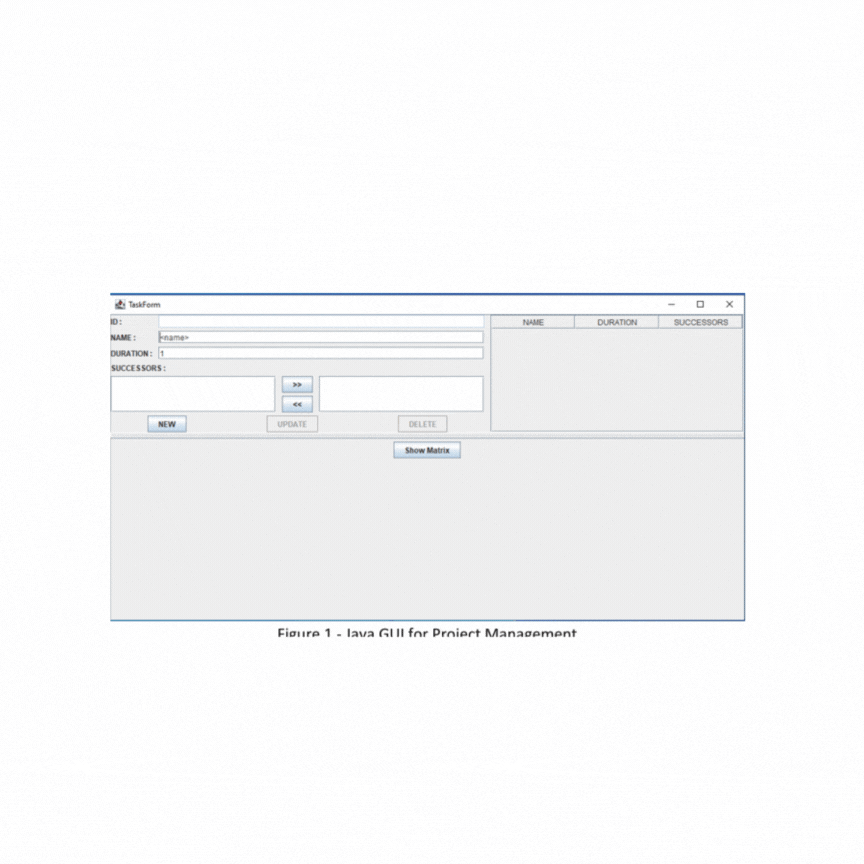 TaskForm
ID :
NAME : <name>
DURATION : 1
SUCCESSORS :
>>
<<
NEW UPDATE DELETE
NAME DURATION SUCCESSORS
Show Matrix
Figure 1 - Java GUI for Project Management